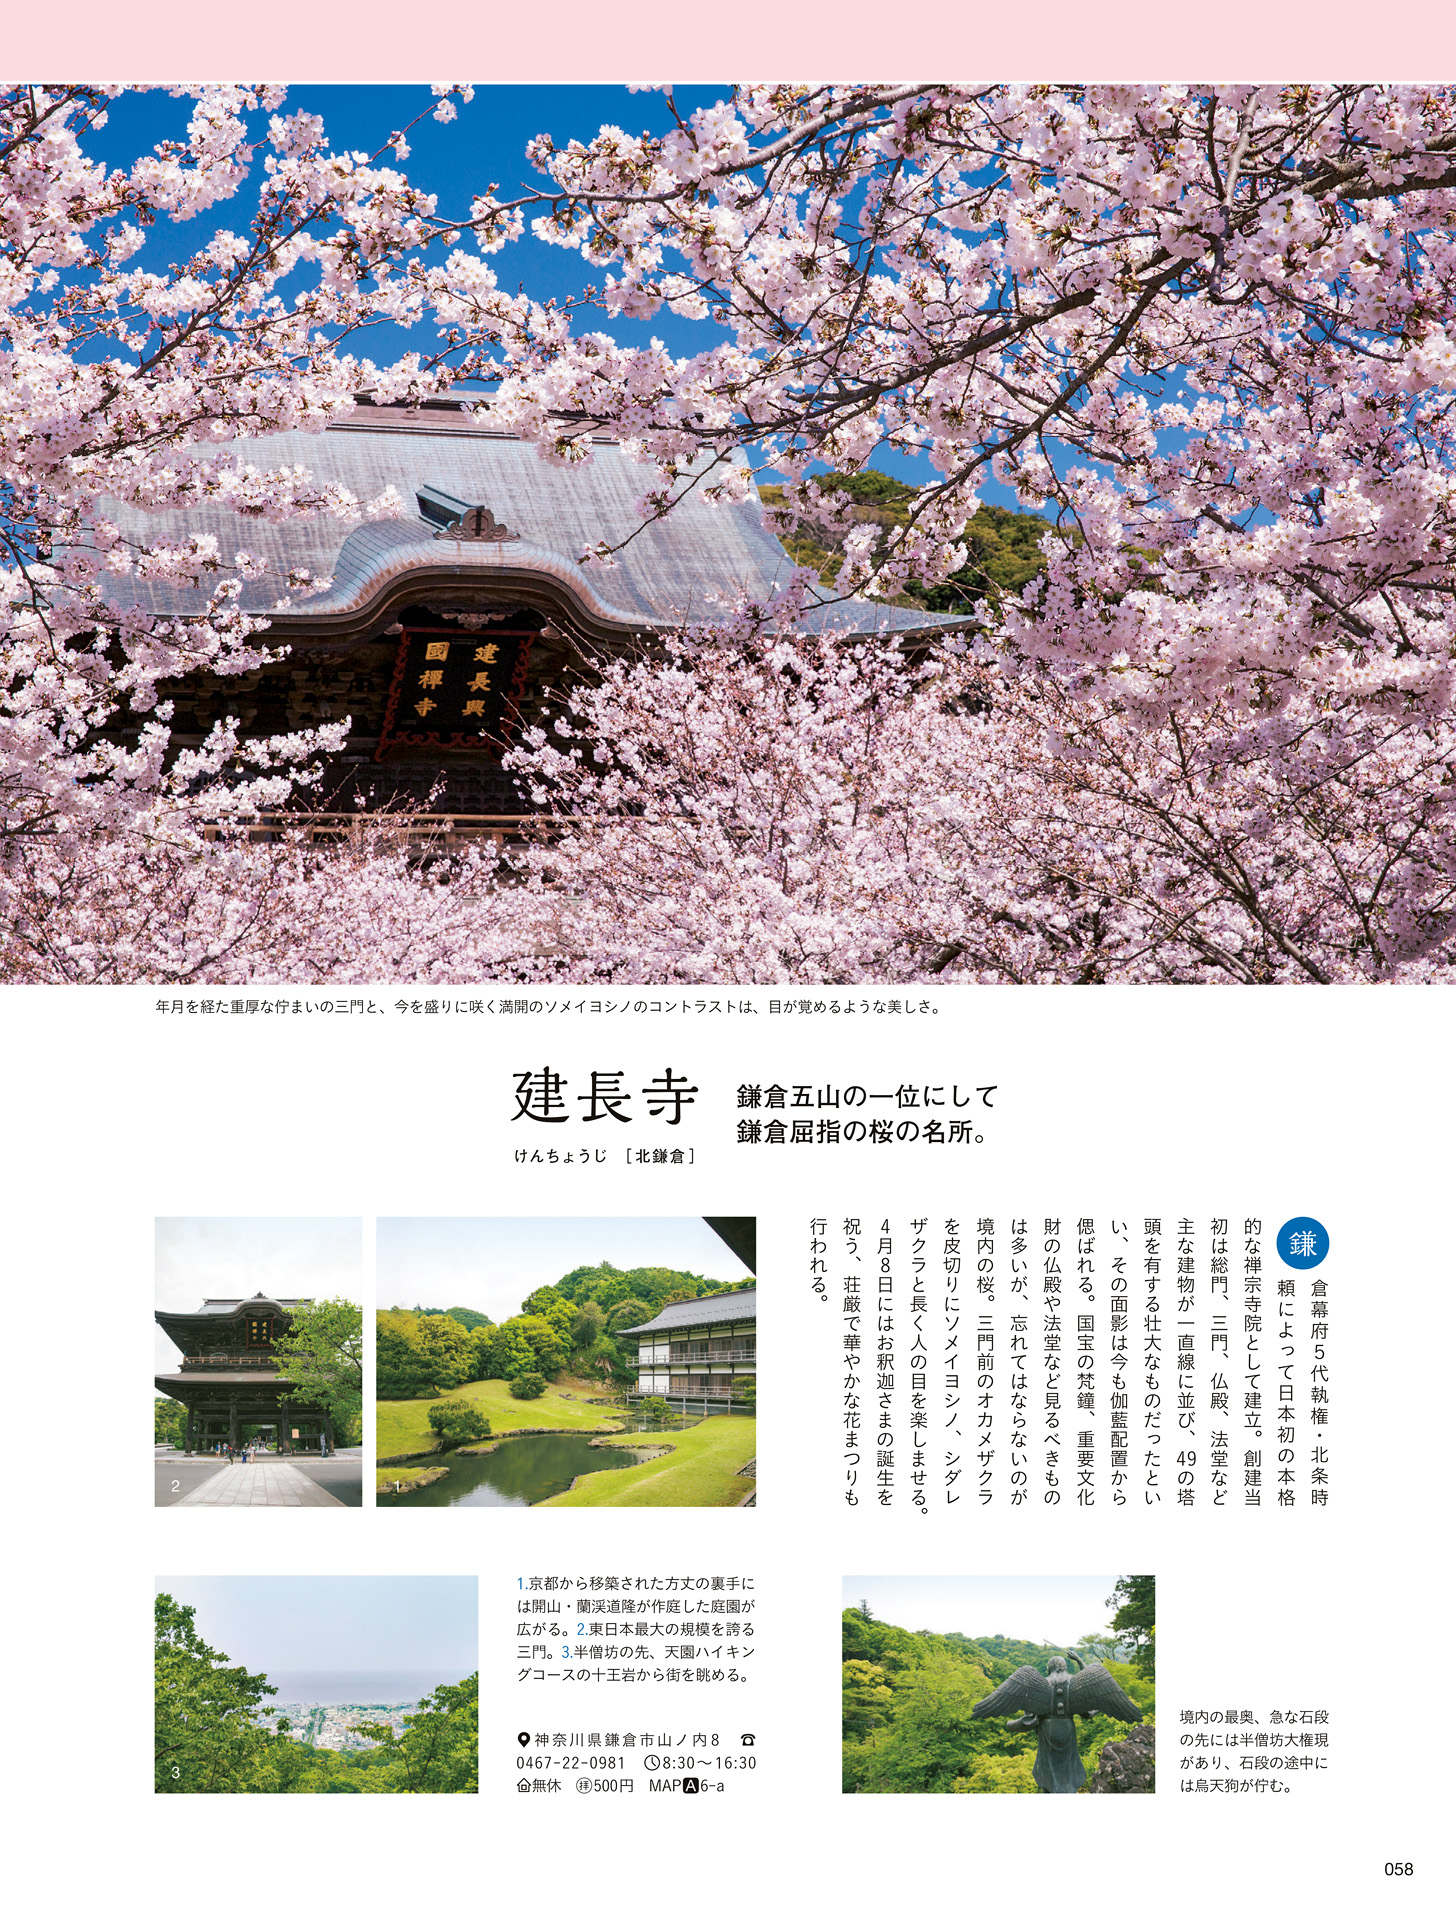 建長興
國禪寺
年月を経た重厚な佇まいの三門と、今を盛りに咲く満開のソメイヨシノのコントラストは、目が覚めるような美しさ。
建長寺
けんちょうじ ［北鎌倉］
鎌倉五山の一位にして
鎌倉屈指の桜の名所。
鎌
倉幕府5代執権・北条時
頼によって日本初の本格
的な禅宗寺院として建立。創建当
初は総門、三門、仏殿、法堂など
主な建物が一直線に並び、49の塔
頭を有する壮大なものだったとい
い、その面影は今も伽藍配置から
偲ばれる。国宝の梵鐘、重要文化
財の仏殿や法堂など見るべきもの
は多いが、忘れてはならないのが
境内の桜。三門前のオカメザクラ
を皮切りにソメイヨシノ、シダレ
ザクラと長く人の目を楽しませる。
4月8日にはお釈迦さまの誕生を
祝う、荘厳で華やかな花まつりも
行われる。
2
1
3
1.京都から移築された方丈の裏手に
は開山・蘭渓道隆が作庭した庭園が
広がる。2.東日本最大の規模を誇る
三門。3.半僧坊の先、天園ハイキン
グコースの十王岩から街を眺める。
神奈川県鎌倉市山ノ内8 ☎
0467-22-0981 8:30〜16:30
無休 拝500円 MAP A 6-a
境内の最奥、急な石段
の先には半僧坊大権現
があり、石段の途中に
は烏天狗が佇む。
058